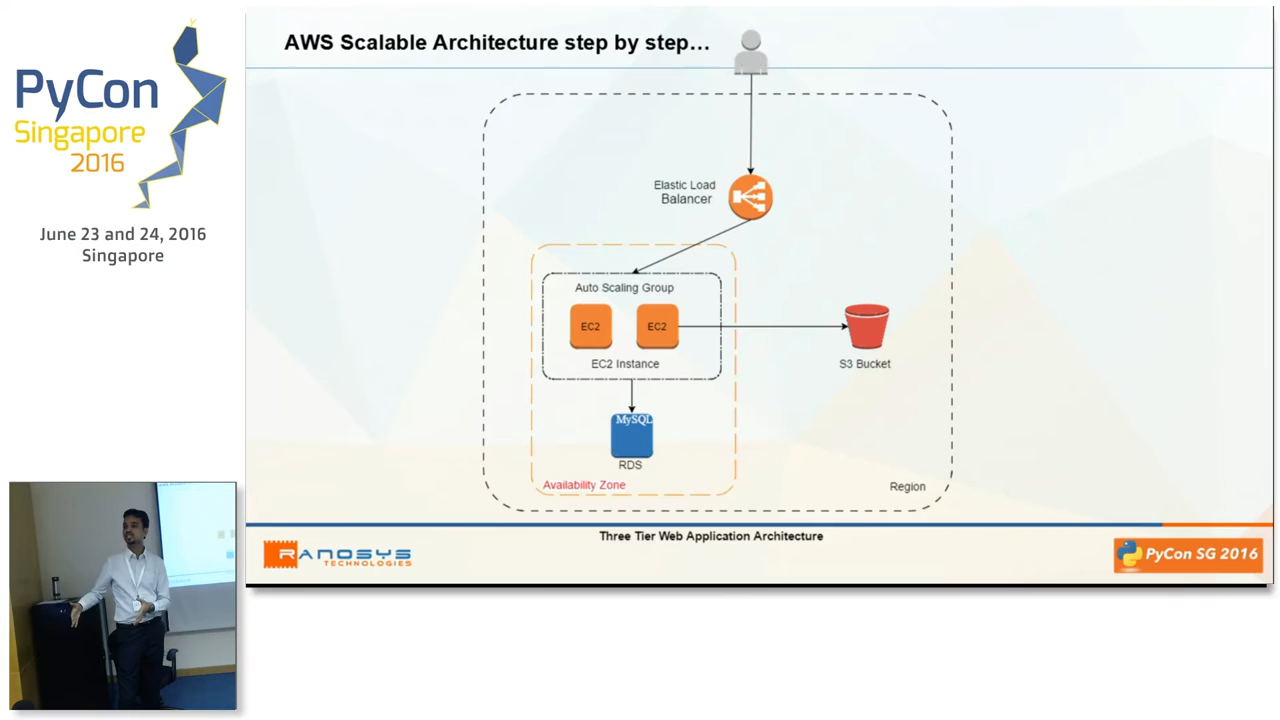 PyCon
Singapore
2016
June 23 and 24, 2016
Singapore
AWS Scalable Architecture step by step...
Elastic Load
Balancer
Auto Scaling Group
EC2
EC2
EC2 Instance
S3 Bucket
MySQL
RDS
Availability Zone
Region
Three Tier Web Application Architecture
RANOSYS
TECHNOLOGIES
PyCon SG 2016